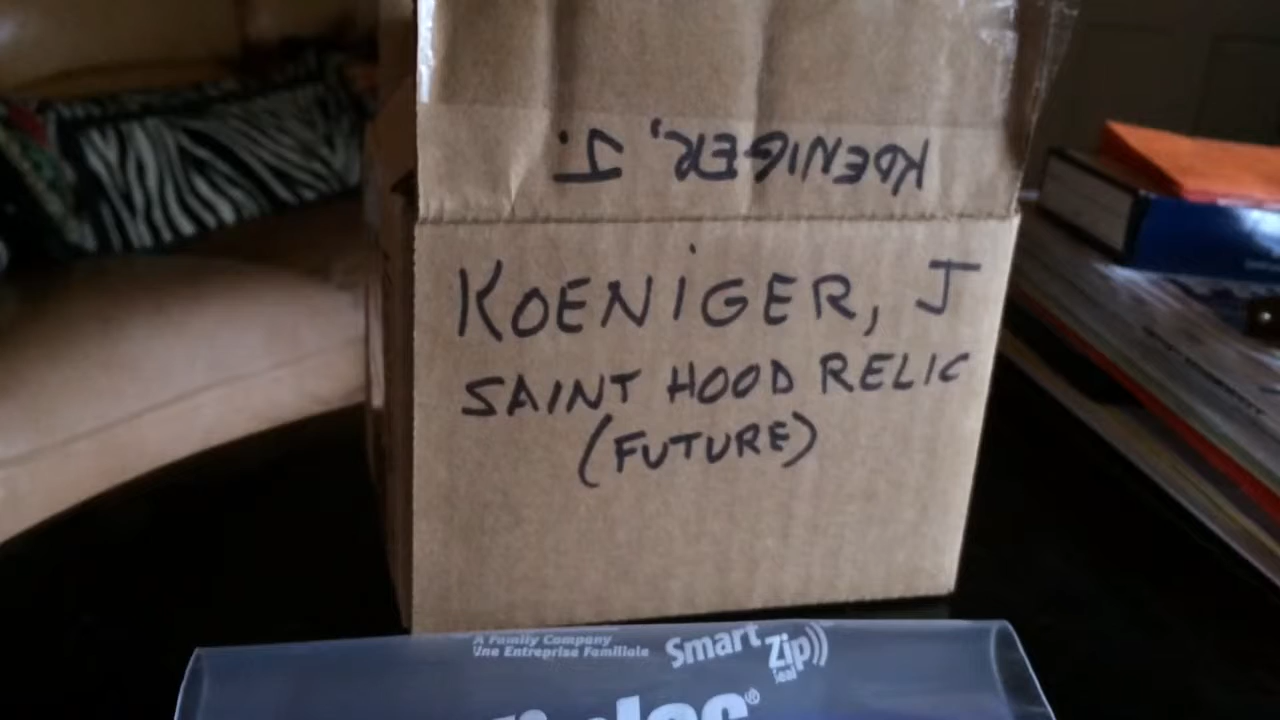 KOENIGER, J.
KOENIGER, J
SAINT HOOD RELIC
(FUTURE)
A Family Company
Une Entreprise Familiale
Smart Zip
Seal